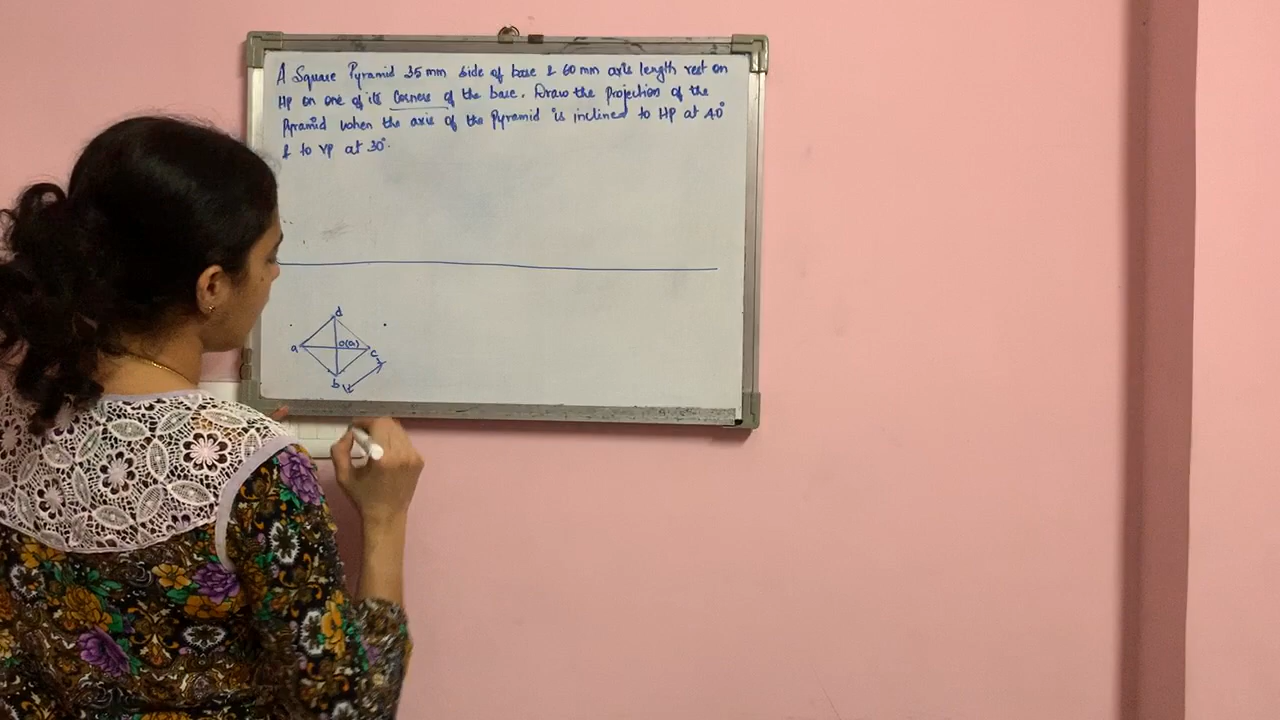 A Square Pyramid 35 mm side of base & 60 mm axis length rest on
HP on one of its Corners of the base. Draw the projection of the
Pyramid when the axis of the Pyramid is inclined to HP at 40°
& to VP at 30°.
d
a o(o1) c
b